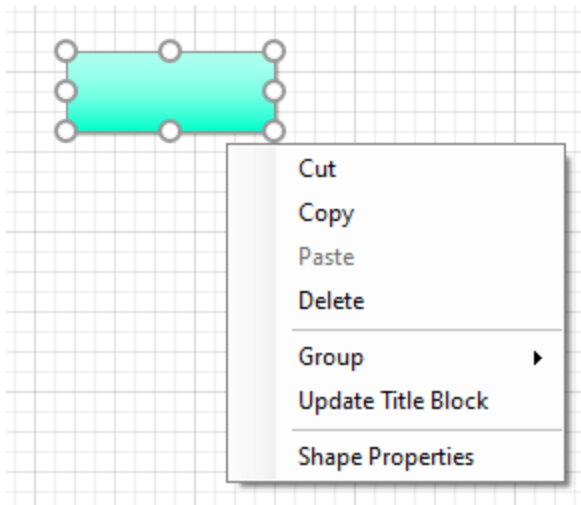 Cut
Copy
Paste
Delete
Group
Update Title Block
Shape Properties